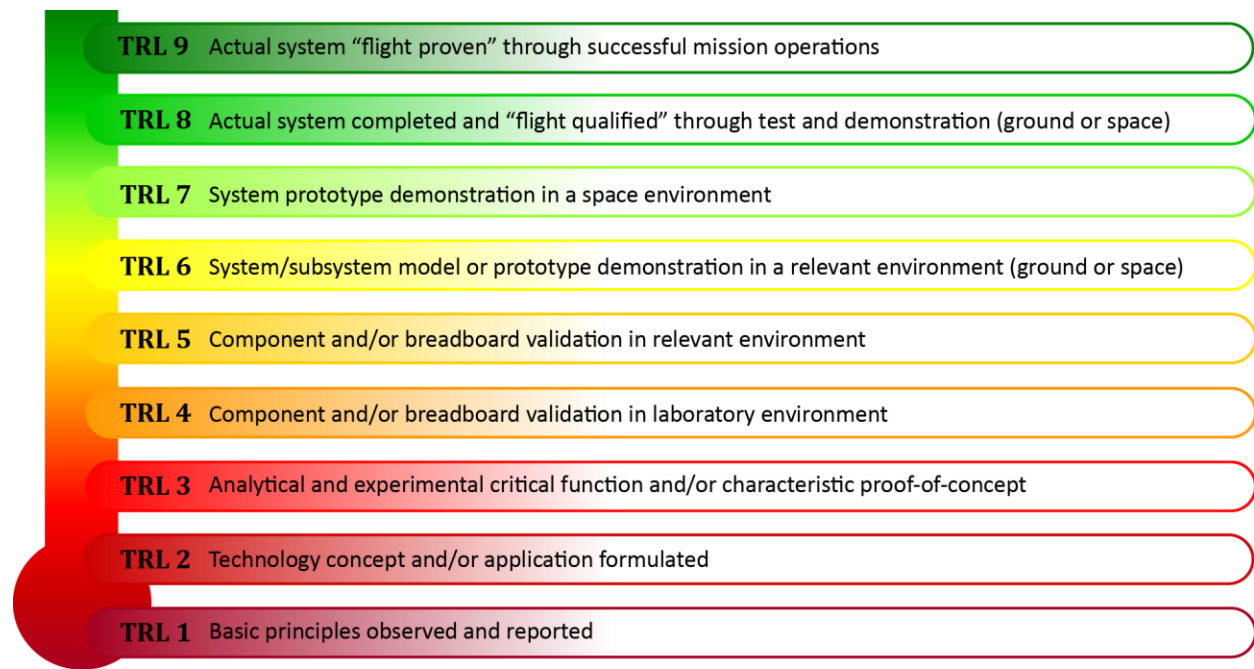 TRL 9 Actual system “flight proven” through successful mission operations
TRL 8 Actual system completed and “flight qualified” through test and demonstration (ground or space)
TRL 7 System prototype demonstration in a space environment
TRL 6 System/subsystem model or prototype demonstration in a relevant environment (ground or space)
TRL 5 Component and/or breadboard validation in relevant environment
TRL 4 Component and/or breadboard validation in laboratory environment
TRL 3 Analytical and experimental critical function and/or characteristic proof-of-concept
TRL 2 Technology concept and/or application formulated
TRL 1 Basic principles observed and reported